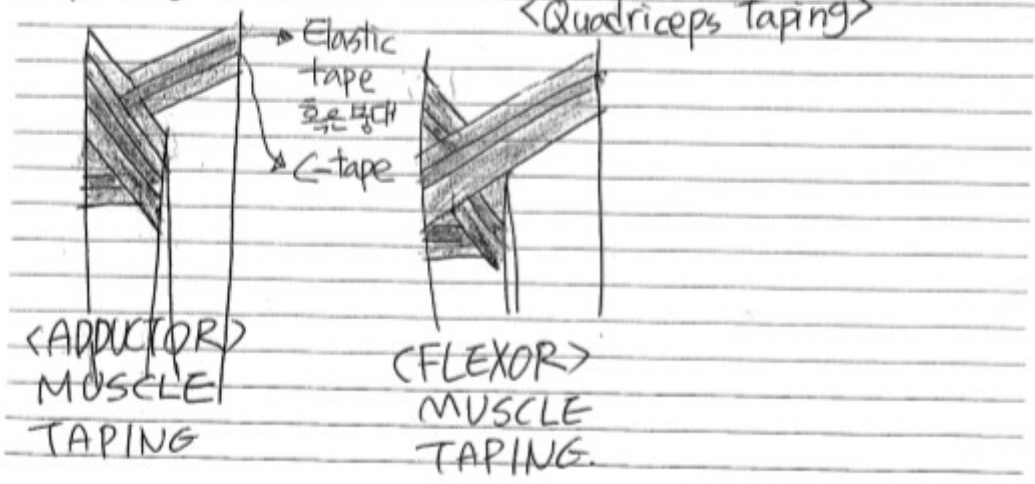 <Quadriceps Taping>
Elastic
tape
혹은 붕대
C-tape
<ADDUCTOR>
MUSCLE
TAPING
<FLEXOR>
MUSCLE
TAPING.